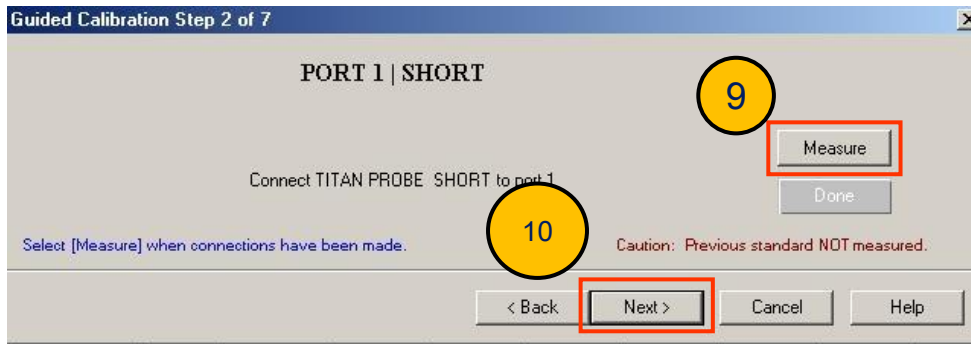 Guided Calibration Step 2 of 7
PORT 1 | SHORT
9
Measure
Connect TITAN PROBE SHORT to port 1
Done
10
Select [Measure] when connections have been made.
Caution: Previous standard NOT measured.
< Back
Next >
Cancel
Help